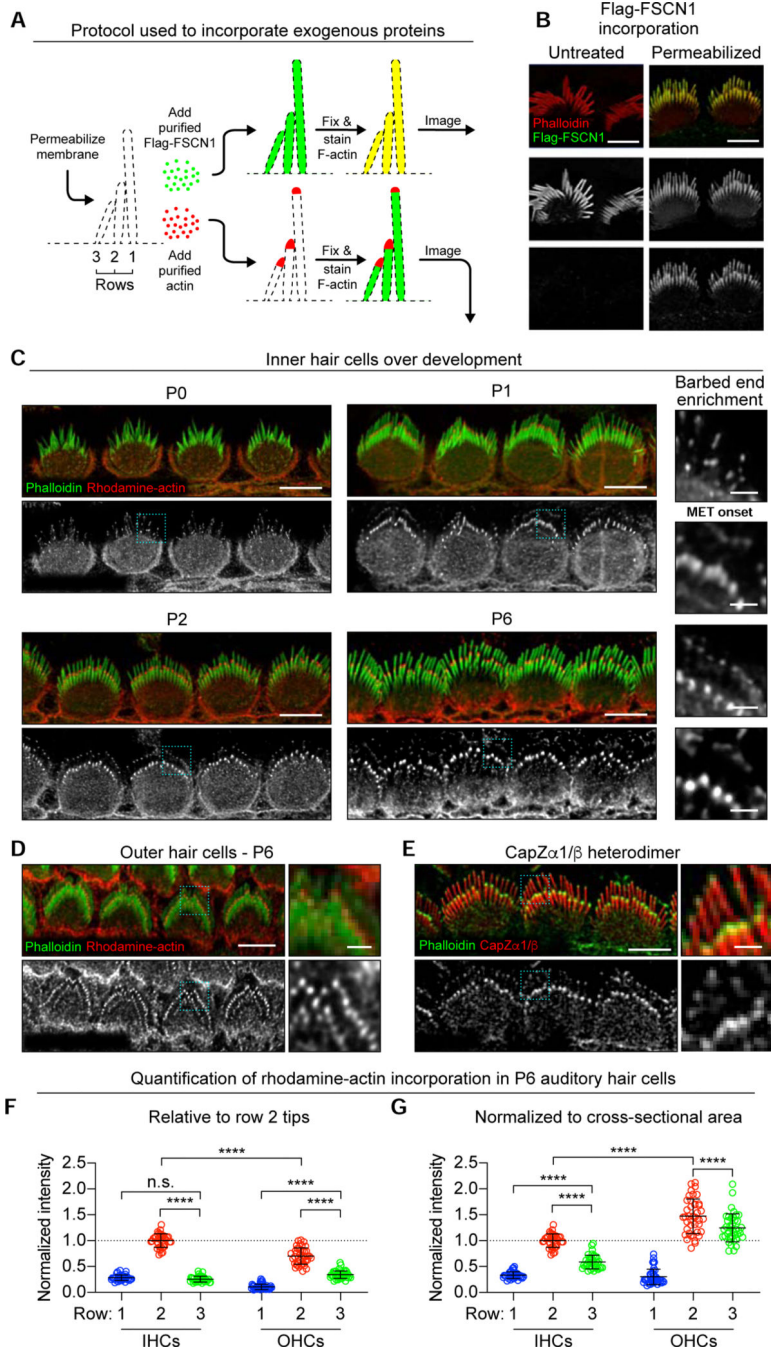 A
Protocol used to incorporate exogenous proteins
Permeabilize
membrane
3 2 1
Rows
Add
purified
Flag-FSCN1
Add
purified
actin
Fix &
stain
F-actin
Image
Fix &
stain
F-actin
Image
B
Flag-FSCN1
incorporation
Untreated
Permeabilized
Phalloidin
Flag-FSCN1
C
Inner hair cells over development
P0
P1
Barbed end
enrichment
Phalloidin Rhodamine-actin
MET onset
P2
P6
D
Outer hair cells - P6
Phalloidin Rhodamine-actin
E
CapZα1/β heterodimer
Phalloidin CapZα1/β
Quantification of rhodamine-actin incorporation in P6 auditory hair cells
F
Relative to row 2 tips
Normalized intensity
2.5
2.0
1.5
1.0
0.5
0.0
n.s.
****
****
****
****
Row: 1 2 3 1 2 3
IHCs OHCs
G
Normalized to cross-sectional area
Normalized intensity
2.5
2.0
1.5
1.0
0.5
0.0
****
****
****
****
Row: 1 2 3 1 2 3
IHCs OHCs